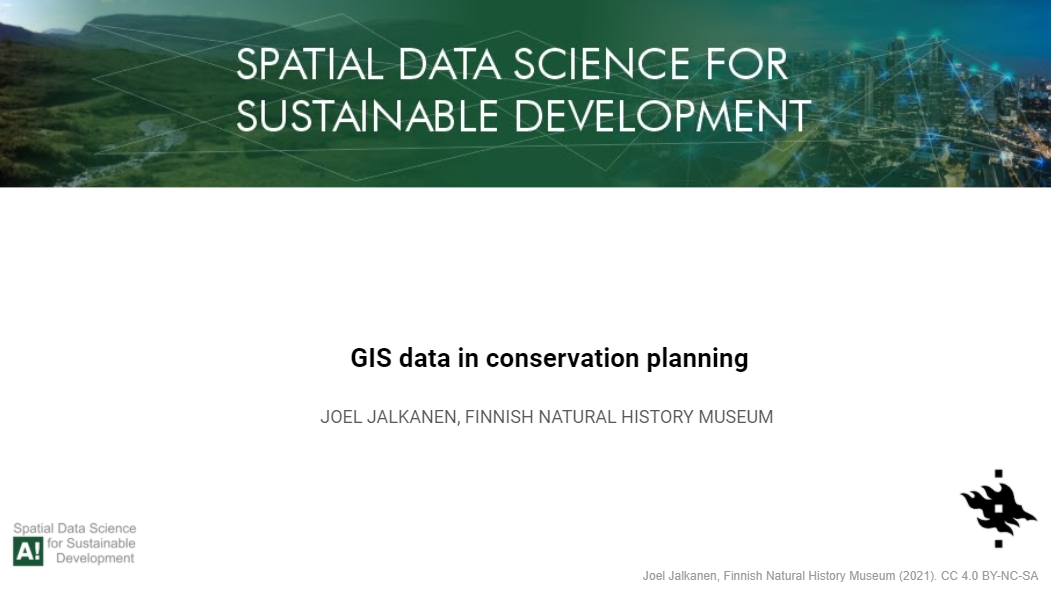 SPATIAL DATA SCIENCE FOR
SUSTAINABLE DEVELOPMENT
GIS data in conservation planning
JOEL JALKANEN, FINNISH NATURAL HISTORY MUSEUM
Spatial Data Science
A! for Sustainable
Development
Joel Jalkanen, Finnish Natural History Museum (2021). CC 4.0 BY-NC-SA